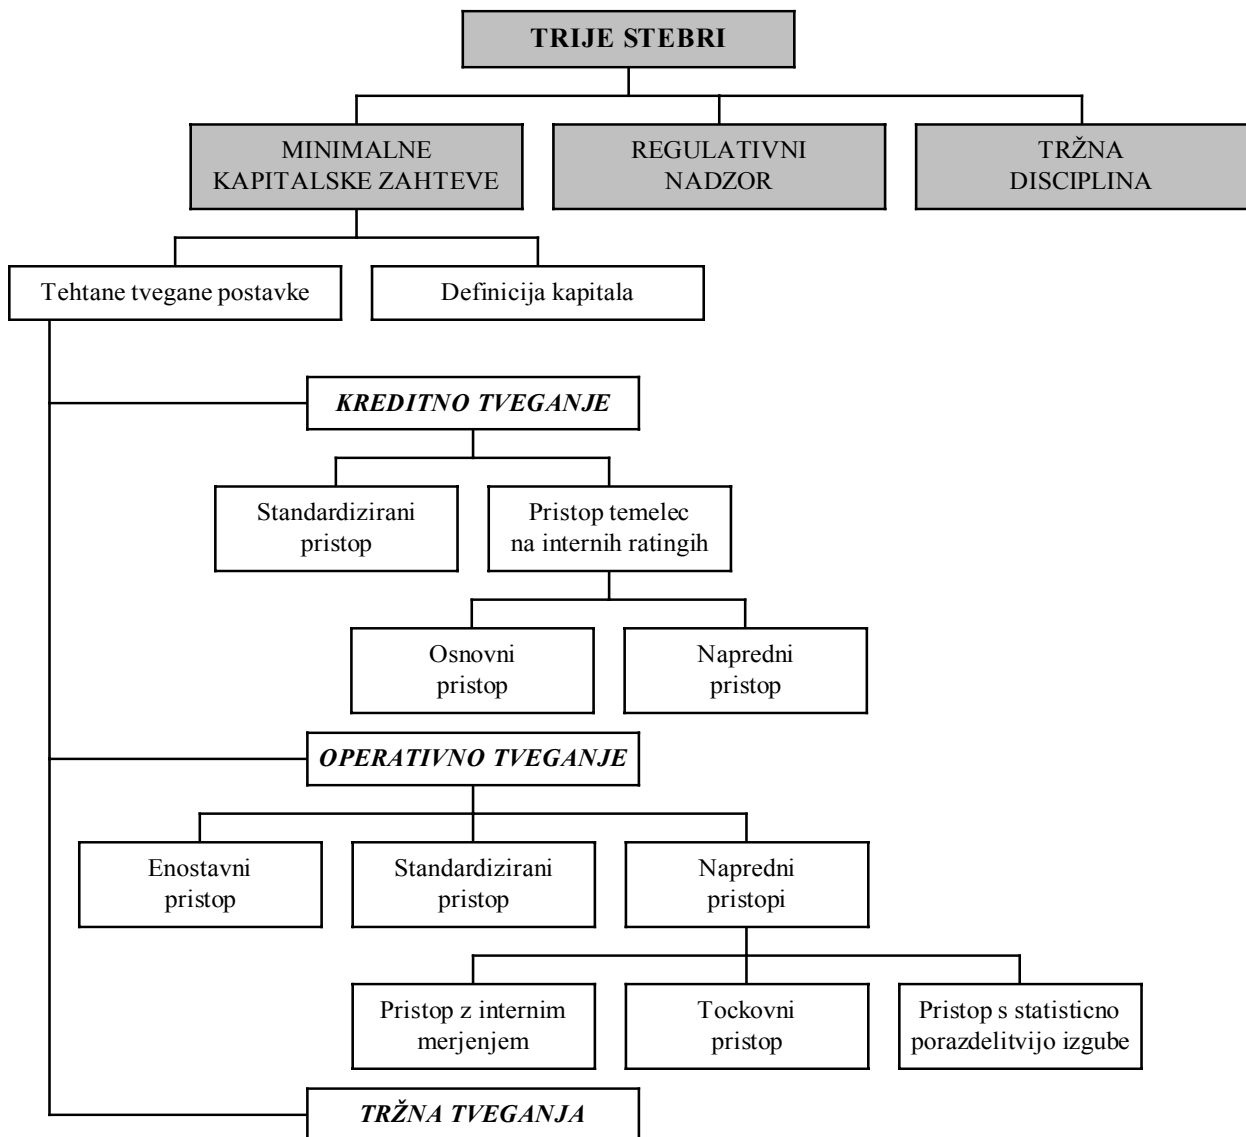 TRIJE STEBRI
MINIMALNE
KAPITALSKE ZAHTEVE
REGULATIVNI
NADZOR
TRŽNA
DISCIPLINA
Tehtane tvegane postavke
Definicija kapitala
KREDITNO TVEGANJE
Standardizirani
pristop
Pristop temelec
na internih ratingih
Osnovni
pristop
Napredni
pristop
OPERATIVNO TVEGANJE
Enostavni
pristop
Standardizirani
pristop
Napredni
pristopi
Pristop z internim
merjenjem
Tockovni
pristop
Pristop s statisticno
porazdelitvijo izgube
TRŽNA TVEGANJA